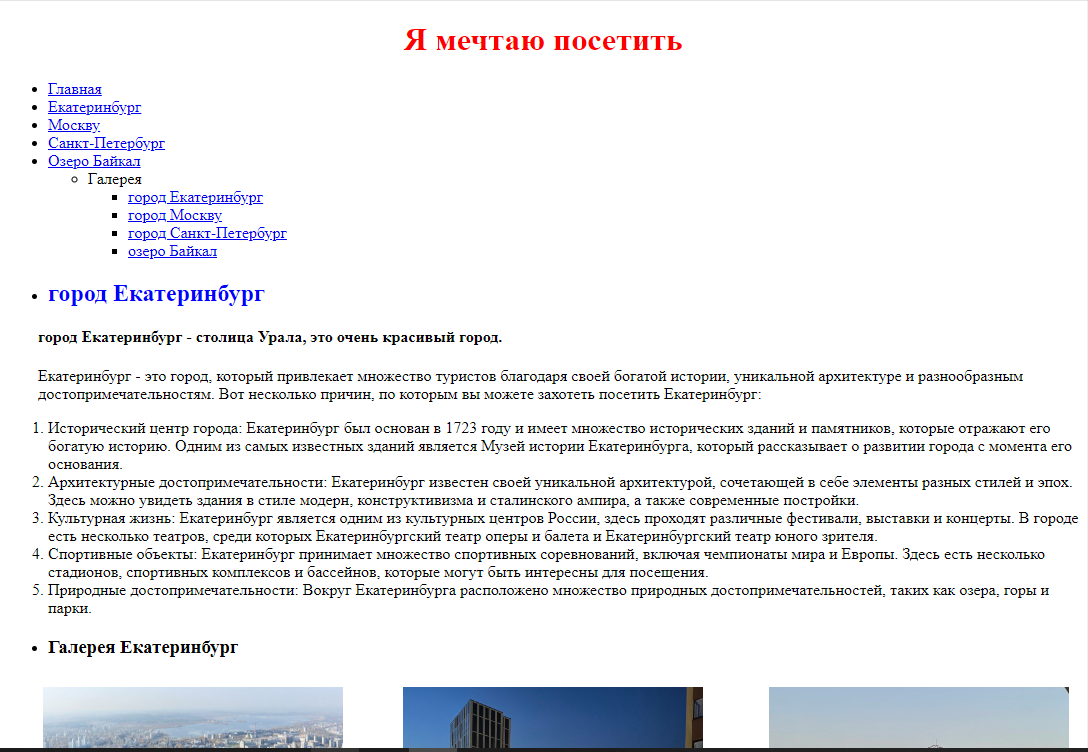 Я мечтаю посетить
Главная
Екатеринбург
Москву
Санкт-Петербург
Озеро Байкал
Галерея
город Екатеринбург
город Москву
город Санкт-Петербург
озеро Байкал
город Екатеринбург
город Екатеринбург - столица Урала, это очень красивый город.
Екатеринбург - это город, который привлекает множество туристов благодаря своей богатой истории, уникальной архитектуре и разнообразным
достопримечательностям. Вот несколько причин, по которым вы можете захотеть посетить Екатеринбург:
1. Исторический центр города: Екатеринбург был основан в 1723 году и имеет множество исторических зданий и памятников, которые отражают его
богатую историю. Одним из самых известных зданий является Музей истории Екатеринбурга, который рассказывает о развитии города с момента его
основания.
2. Архитектурные достопримечательности: Екатеринбург известен своей уникальной архитектурой, сочетающей в себе элементы разных стилей и эпох.
Здесь можно увидеть здания в стиле модерн, конструктивизма и сталинского ампира, а также современные постройки.
3. Культурная жизнь: Екатеринбург является одним из культурных центров России, здесь проходят различные фестивали, выставки и концерты. В городе
есть несколько театров, среди которых Екатеринбургский театр оперы и балета и Екатеринбургский театр юного зрителя.
4. Спортивные объекты: Екатеринбург принимает множество спортивных соревнований, включая чемпионаты мира и Европы. Здесь есть несколько
стадионов, спортивных комплексов и бассейнов, которые могут быть интересны для посещения.
5. Природные достопримечательности: Вокруг Екатеринбурга расположено множество природных достопримечательностей, таких как озера, горы и
парки.
Галерея Екатеринбург